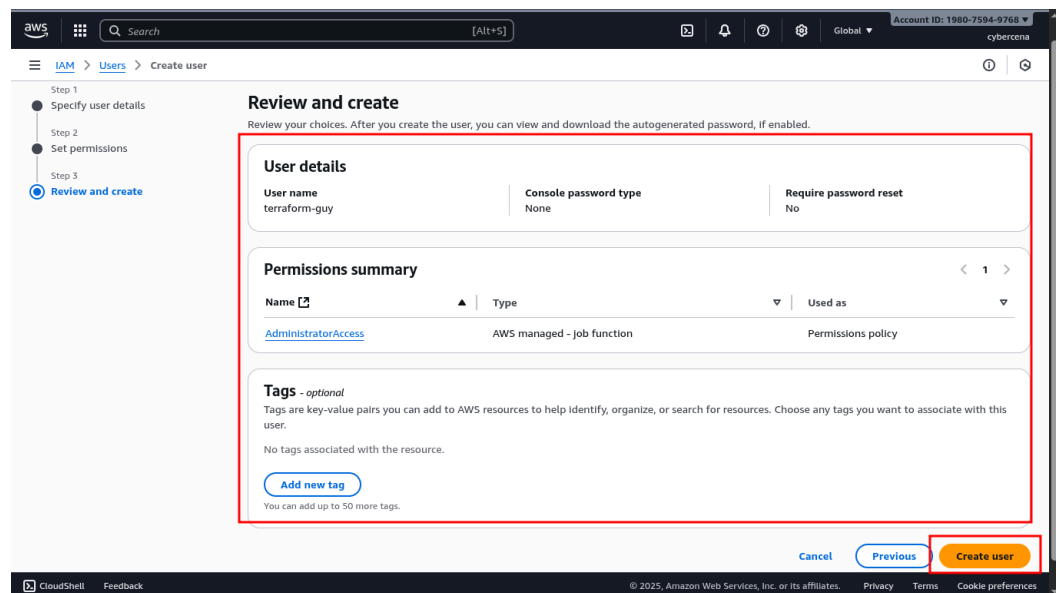 aws
Search
[Alt+S]
Global
Account ID: 1980-7594-9768
cybercena
IAM > Users > Create user
Step 1
Specify user details
Step 2
Set permissions
Step 3
Review and create
Review and create
Review your choices. After you create the user, you can view and download the autogenerated password, if enabled.
User details
User name
terraform-guy
Console password type
None
Require password reset
No
Permissions summary
1
Name
Type
Used as
AdministratorAccess
AWS managed - job function
Permissions policy
Tags - optional
Tags are key-value pairs you can add to AWS resources to help identify, organize, or search for resources. Choose any tags you want to associate with this
user.
No tags associated with the resource.
Add new tag
You can add up to 50 more tags.
Cancel
Previous
Create user
CloudShell Feedback
© 2025, Amazon Web Services, Inc. or its affiliates. Privacy Terms Cookie preferences